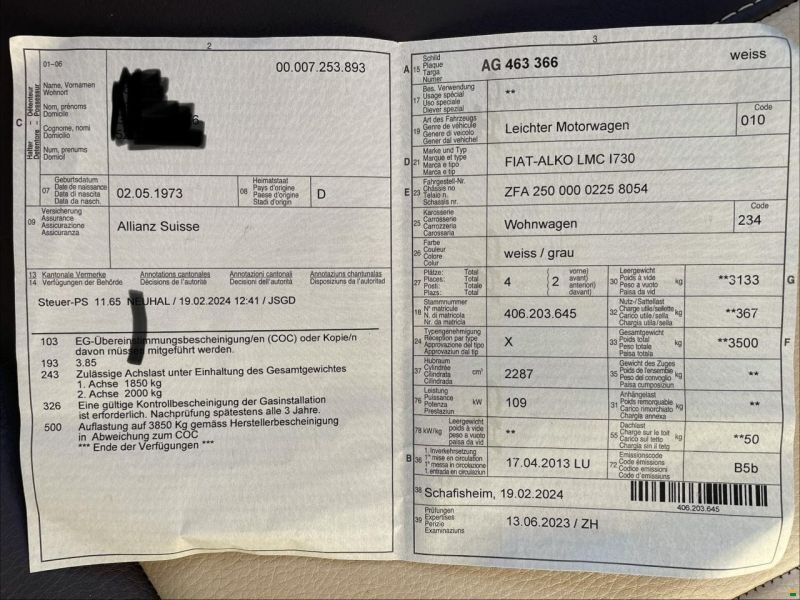 2
01–06
00.007.253.893
C
Détenteur
Possessur
Halter
Detentore
Name, Vornamen
Wohnort
Nom, prénoms
Domicile
Cognome, nomi
Domicilio
Num, prenums
Domicil
07
Geburtsdatum
Date de naissance
Data di nascita
Data da nasch.
02.05.1973
08
Heimatstaat
Pays d'origine
Paese d'origine
Stadi d'origin
D
09
Versicherung
Assurance
Assicurazione
Assicuranza
Allianz Suisse
13 Kantonale Vermerke Annotations cantonales Annotazioni cantonali Annotaziuns chantunalas
14 Verfügungen der Behörde Décisions de l'autorité Decisioni dell'autorità Disposiziuns da l'autoritad
Steuer-PS 11.65 NEUHAL / 19.02.2024 12:41 / JSGD
103 EG-Übereinstimmungsbescheinigung/en (COC) oder Kopie/n
davon müssen mitgeführt werden.
193 3.85
243 Zulässige Achslast unter Einhaltung des Gesamtgewichtes
1. Achse 1850 kg
2. Achse 2000 kg
326 Eine gültige Kontrollbescheinigung der Gasinstallation
ist erforderlich. Nachprüfung spätestens alle 3 Jahre.
500 Auflastung auf 3850 Kg gemäss Herstellerbescheinigung
in Abweichung zum COC
*** Ende der Verfügungen ***
3
A 15
Schild
Plaque
Targa
Numer
AG 463 366
weiss
17
Bes. Verwendung
Usage spécial
Uso speciale
Diever spezial
**
19
Art des Fahrzeugs
Genre de véhicule
Genere di veicolo
Gener dal vehichel
Leichter Motorwagen
Code
010
D 21
Marke und Typ
Marque et type
Marca e tipo
Marca e tip
FIAT-ALKO LMC I730
E 23
Fahrgestell-Nr.
Châssis no
Telaio n.
Schassis nr.
ZFA 250 000 0225 8054
25
Karosserie
Carrosserie
Carrozzeria
Carossaria
Wohnwagen
Code
234
26
Farbe
Couleur
Colore
Colur
weiss / grau
27
Plätze: Total
Places: Total
Posti: Totale
Plazs: Total
4
vorne)
avant)
anteriori)
davant)
2
30
Leergewicht
Poids à vide
Peso a vuoto
Paisa da vid
kg
**3133
G
18
Stammnummer
N° matricule
N. di matricola
Nr. da matricla
406.203.645
32
Nutz-/Sattellast
Charge utile/sellette
Carico utile/sella
Chargia utila/sella
kg
**367
24
Typengenehmigung
Réception par type
Approvazione del tipo
Approvaziun dal tip
X
33
Gesamtgewicht
Poids total
Peso totale
Paisa totala
kg
**3500
F
37
Hubraum
Cylindrée
Cilindrata
Cilindrada
cm³
2287
35
Gewicht des Zuges
Poids de l'ensemble
Peso del convoglio
Paisa cumposiziun
kg
**
76
Leistung
Puissance
Potenza
Prestaziun
kW
109
31
Anhängelast
Poids remorquable
Carico rimorchiato
Chargia annexa
kg
**
78 kW/kg
Leergewicht
poids à vide
peso a vuoto
paisa da vid
**
55
Dachlast
Charge sur le toit
Carico sul tetto
Chargia sin il tetg
kg
**50
B 36
1. Inverkehrsetzung
1re mise en circulation
1a messa in circolazione
1. entrada en circulaziun
17.04.2013 LU
72
Emissionscode
Code émissions
Codice emissioni
Code d'emissiuns
B5b
38
Schafisheim, 19.02.2024
406.203.645
39
Prüfungen
Expertises
Perizie
Examinaziuns
13.06.2023 / ZH